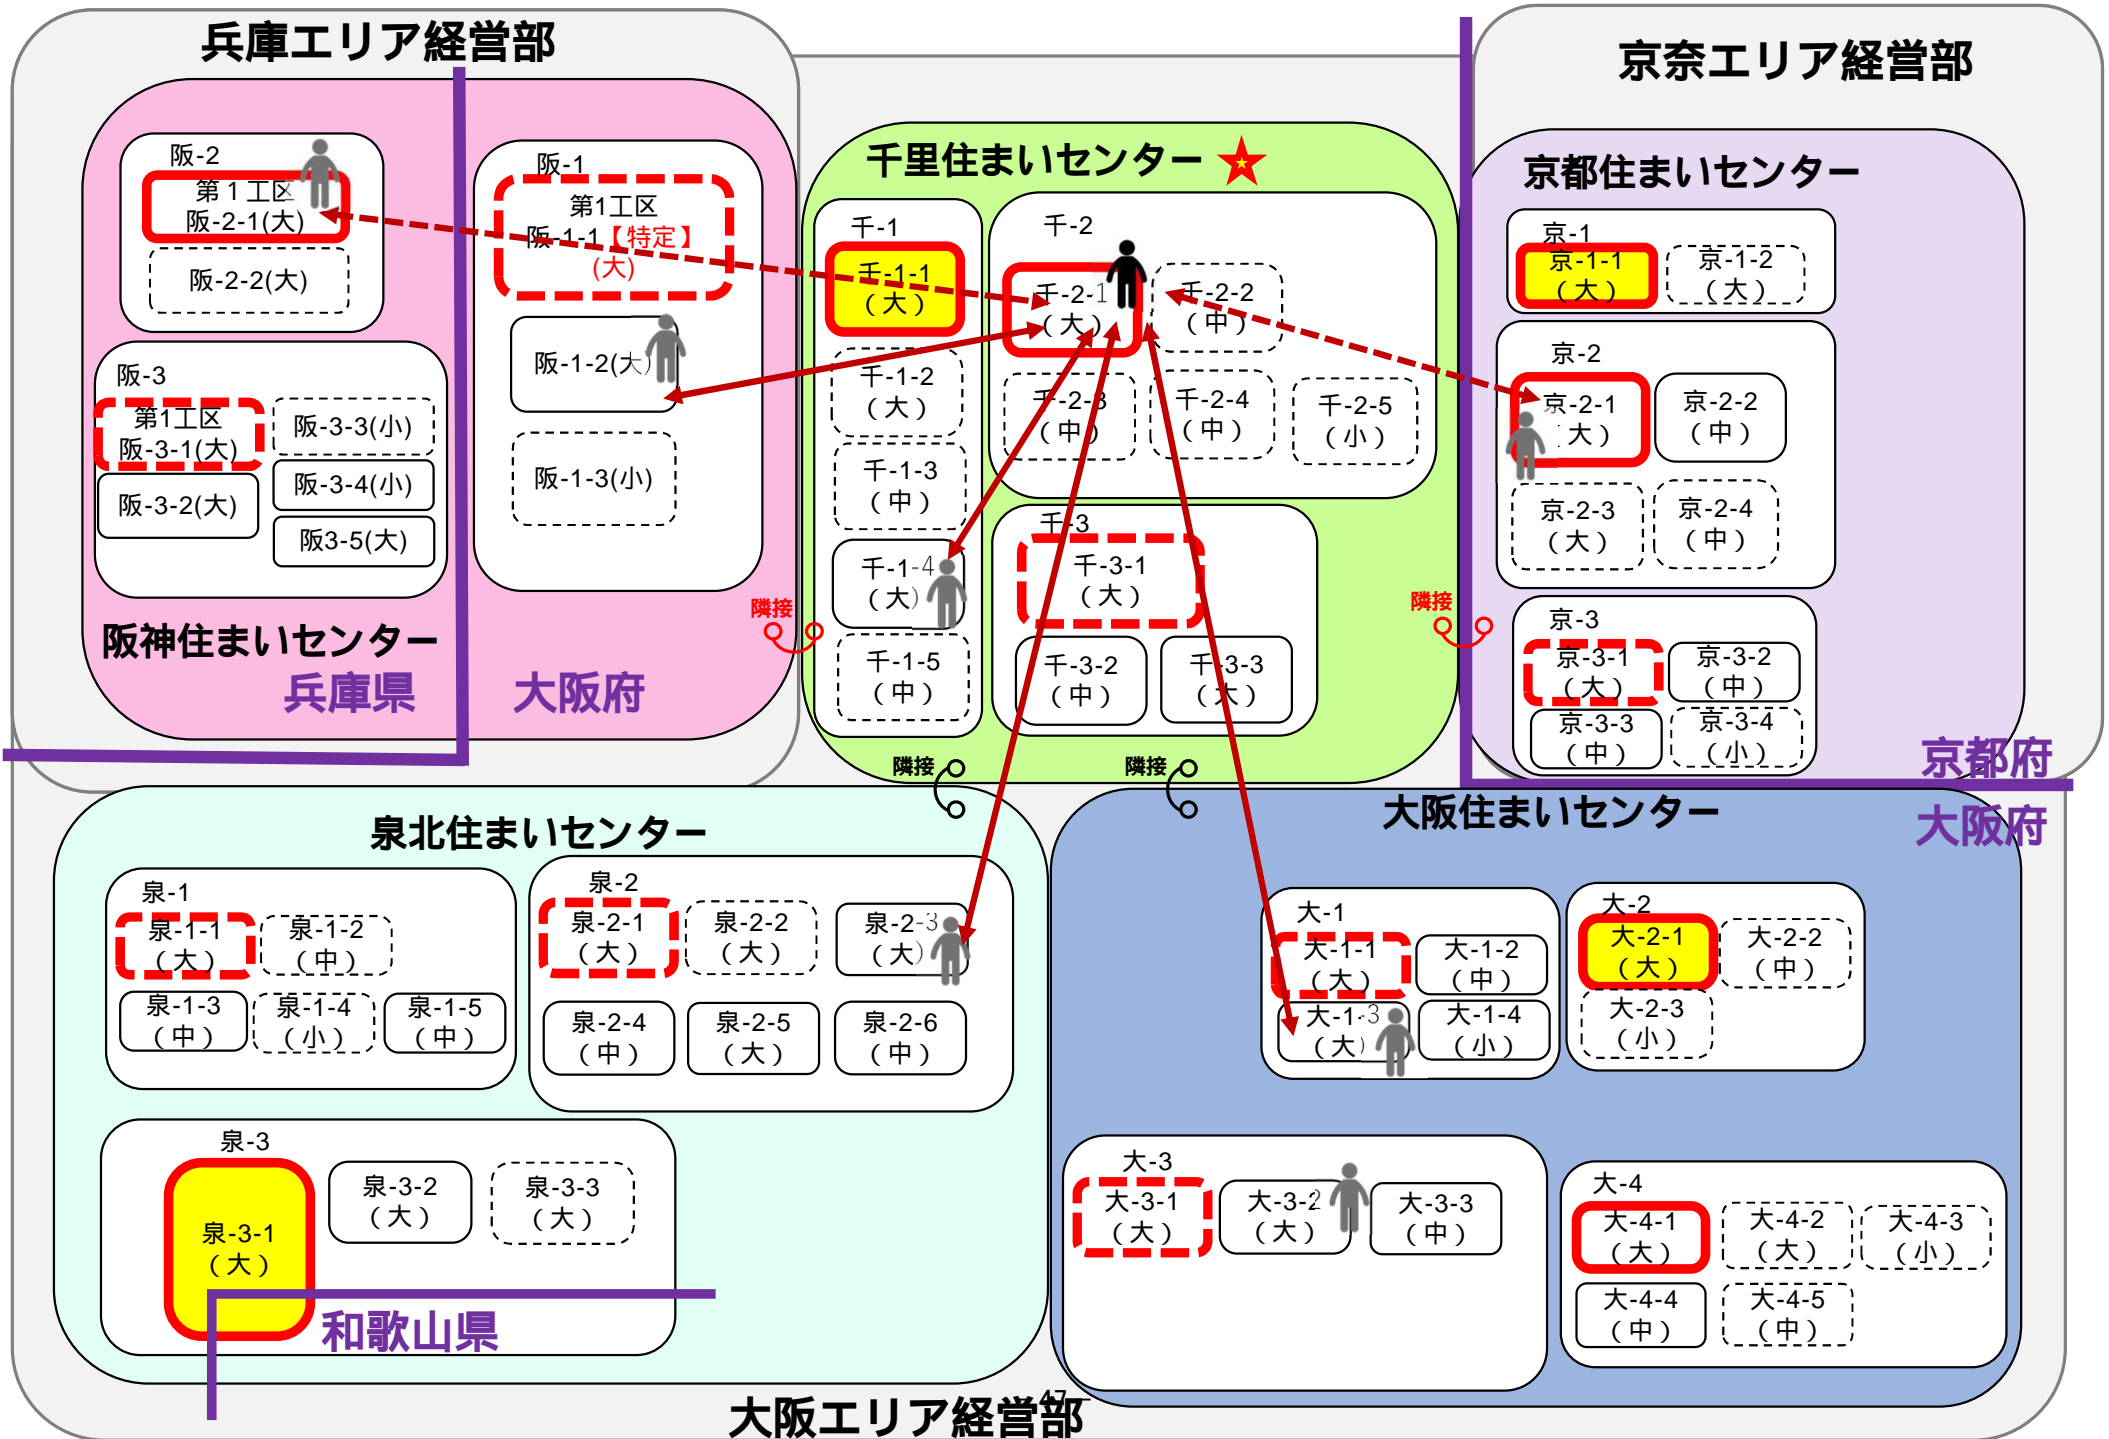 兵庫エリア経営部
阪-2
第1工区
阪-2-1(大)
阪-2-2(大)
阪-3
第1工区
阪-3-1(大)
阪-3-2(大)
阪-3-3(小)
阪-3-4(小)
阪3-5(大)
阪神住まいセンター
兵庫県
阪-1
第1工区
阪-1-1【特定】
(大)
阪-1-2(大)
阪-1-3(小)
大阪府
隣接
千里住まいセンター
千-1
千-1-1
(大)
千-1-2
(大)
千-1-3
(中)
千-1-4
(大)
千-1-5
(中)
千-2
千-2-1
(大)
千-2-2
(中)
千-2-3
(中)
千-2-4
(中)
千-2-5
(小)
千-3
千-3-1
(大)
千-3-2
(中)
千-3-3
(大)
隣接
隣接
隣接
京奈エリア経営部
京都住まいセンター
京-1
京-1-1
(大)
京-1-2
(大)
京-2
京-2-1
(大)
京-2-2
(中)
京-2-3
(大)
京-2-4
(中)
京-3
京-3-1
(大)
京-3-2
(中)
京-3-3
(中)
京-3-4
(小)
京都府
大阪府
泉北住まいセンター
泉-1
泉-1-1
(大)
泉-1-2
(中)
泉-1-3
(中)
泉-1-4
(小)
泉-1-5
(中)
泉-2
泉-2-1
(大)
泉-2-2
(大)
泉-2-3
(大)
泉-2-4
(中)
泉-2-5
(大)
泉-2-6
(中)
泉-3
泉-3-1
(大)
泉-3-2
(大)
泉-3-3
(大)
和歌山県
大阪住まいセンター
大-1
大-1-1
(大)
大-1-2
(中)
大-1-3
(大)
大-1-4
(小)
大-2
大-2-1
(大)
大-2-2
(中)
大-2-3
(小)
大-3
大-3-1
(大)
大-3-2
(大)
大-3-3
(中)
大-4
大-4-1
(大)
大-4-2
(大)
大-4-3
(小)
大-4-4
(中)
大-4-5
(中)
47
大阪エリア経営部